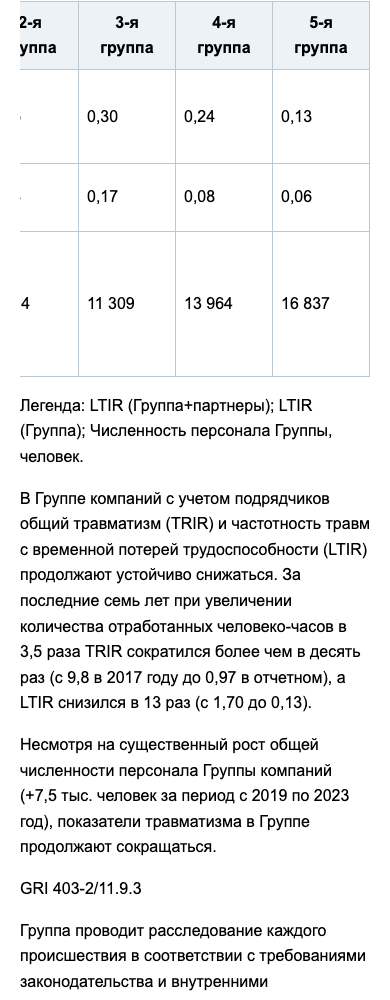 2-я 3-я 4-я 5-я
группа группа группа
0,30 0,24 0,13
0,17 0,08 0,06
4 11 309 13 964 16 837
Легенда: LTIR (Группа+партнеры); LTIR
(Группа); Численность персонала Группы,
человек.
В Группе компаний с учетом подрядчиков
общий травматизм (TRIR) и частотность травм
с временной потерей трудоспособности (LTIR)
продолжают устойчиво снижаться. За
последние семь лет при увеличении
количества отработанных человеко-часов в
3,5 раза TRIR сократился более чем в десять
раз (с 9,8 в 2017 году до 0,97 в отчетном), а
LTIR снизился в 13 раз (с 1,70 до 0,13).
Несмотря на существенный рост общей
численности персонала Группы компаний
(+7,5 тыс. человек за период с 2019 по 2023
год), показатели травматизма в Группе
продолжают сокращаться.
GRI 403-2/11.9.3
Группа проводит расследование каждого
происшествия в соответствии с требованиями
законодательства и внутренними